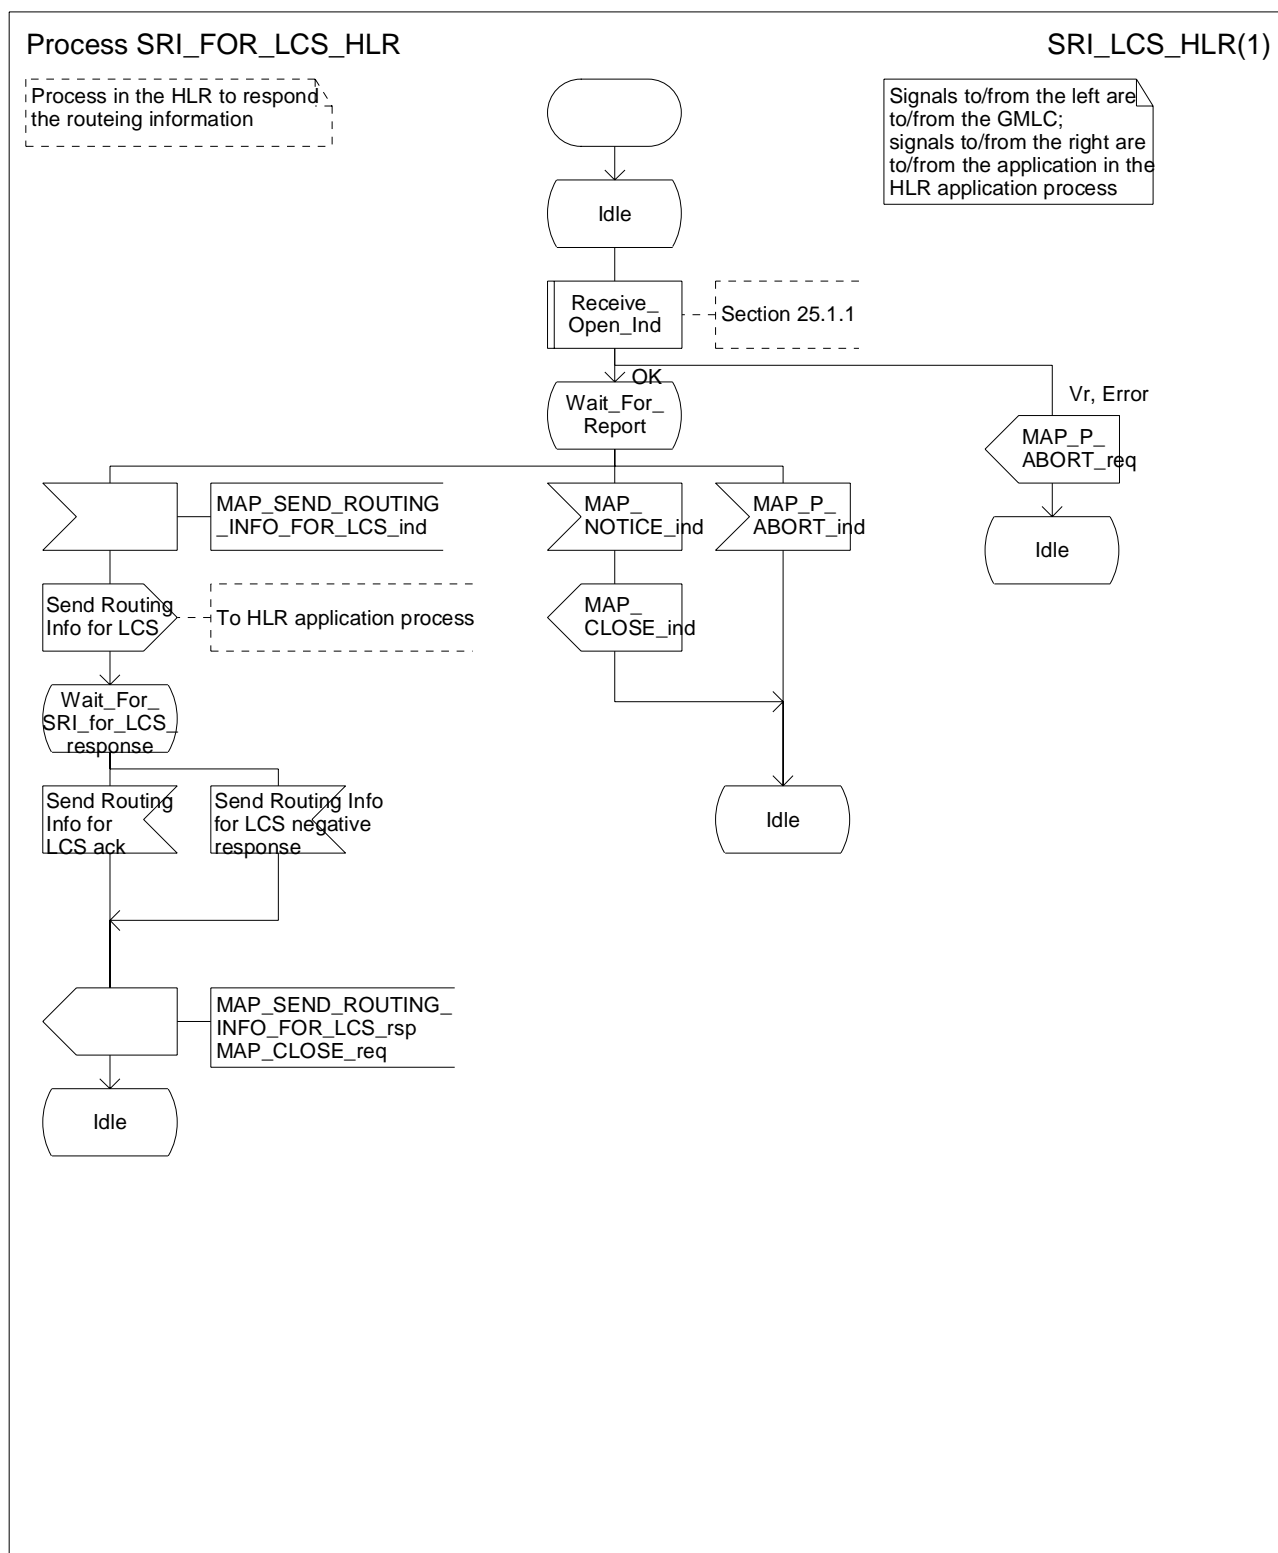 Process SRI_FOR_LCS_HLR
SRI_LCS_HLR(1)
Process in the HLR to respond
the routeing information
Signals to/from the left are
to/from the GMLC;
signals to/from the right are
to/from the application in the
HLR application process
Idle
Receive_
Open_Ind
Section 25.1.1
OK
Vr, Error
Wait_For_
Report
MAP_P_
ABORT_req
Idle
MAP_SEND_ROUTING
_INFO_FOR_LCS_ind
MAP_
NOTICE_ind
MAP_P_
ABORT_ind
Send Routing
Info for LCS
To HLR application process
MAP_
CLOSE_ind
Wait_For_
SRI_for_LCS_
response
Send Routing
Info for
LCS ack
Send Routing Info
for LCS negative
response
Idle
MAP_SEND_ROUTING_
INFO_FOR_LCS_rsp
MAP_CLOSE_req
Idle